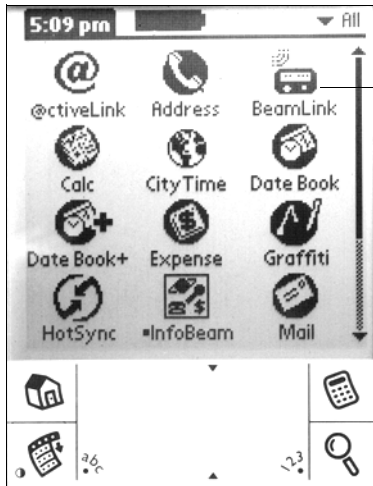 5:09 pm All
@ctiveLink Address BeamLink
Calc CityTime Date Book
Date Book+ Expense Graffiti
HotSync ▪InfoBeam Mail
abc 123